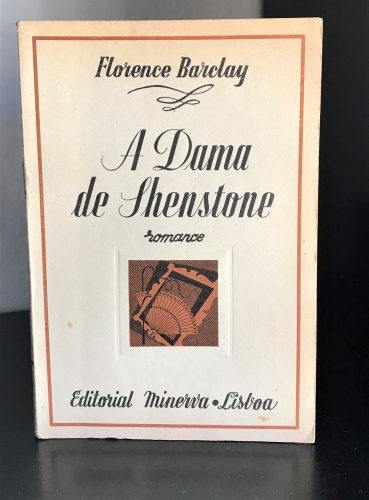 Florence Barclay
A Dama
de Shenstone
romance
Editorial Minerva • Lisboa